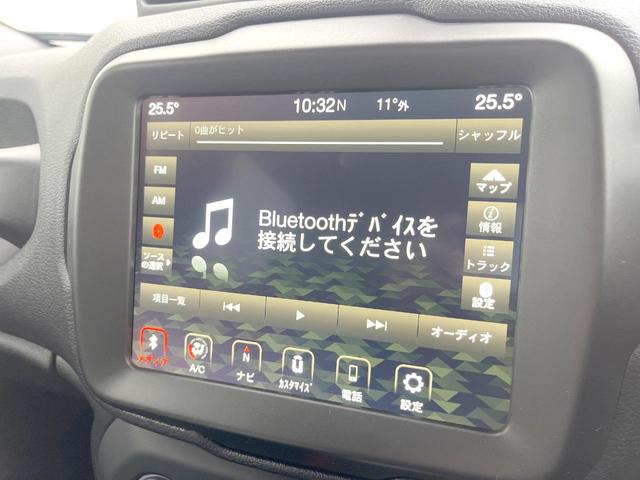 25.5°
10:32 N
11°外
25.5°
リピート
0曲がヒット
シャッフル
FM
AM
ソース
の選択
Bluetoothﾃﾞﾊﾞｲｽを
接続してください
マップ
情報
トラック
設定
項目一覧
オーディオ
メディア
A/C
N
ナビ
ū
ｶｽﾀﾏｲｽﾞ
電話
設定